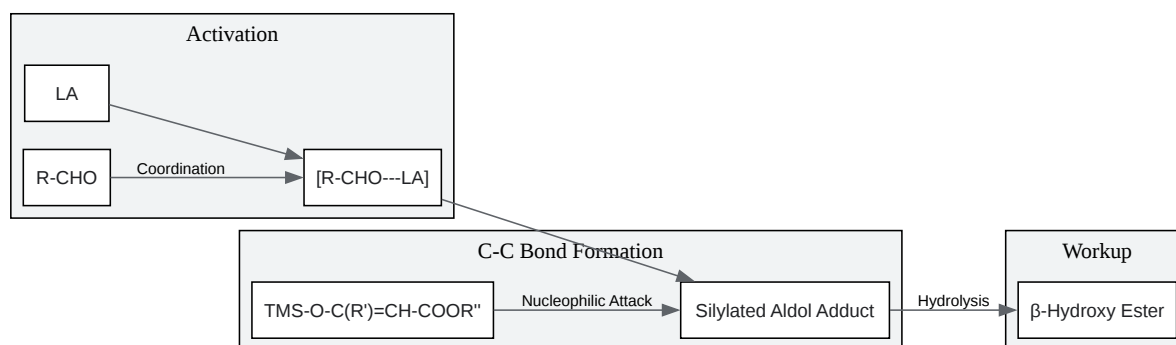 Activation
LA
R-CHO
Coordination
[R-CHO---LA]
C-C Bond Formation
TMS-O-C(R')=CH-COOR"
Nucleophilic Attack
Silylated Aldol Adduct
Hydrolysis
Workup
β-Hydroxy Ester